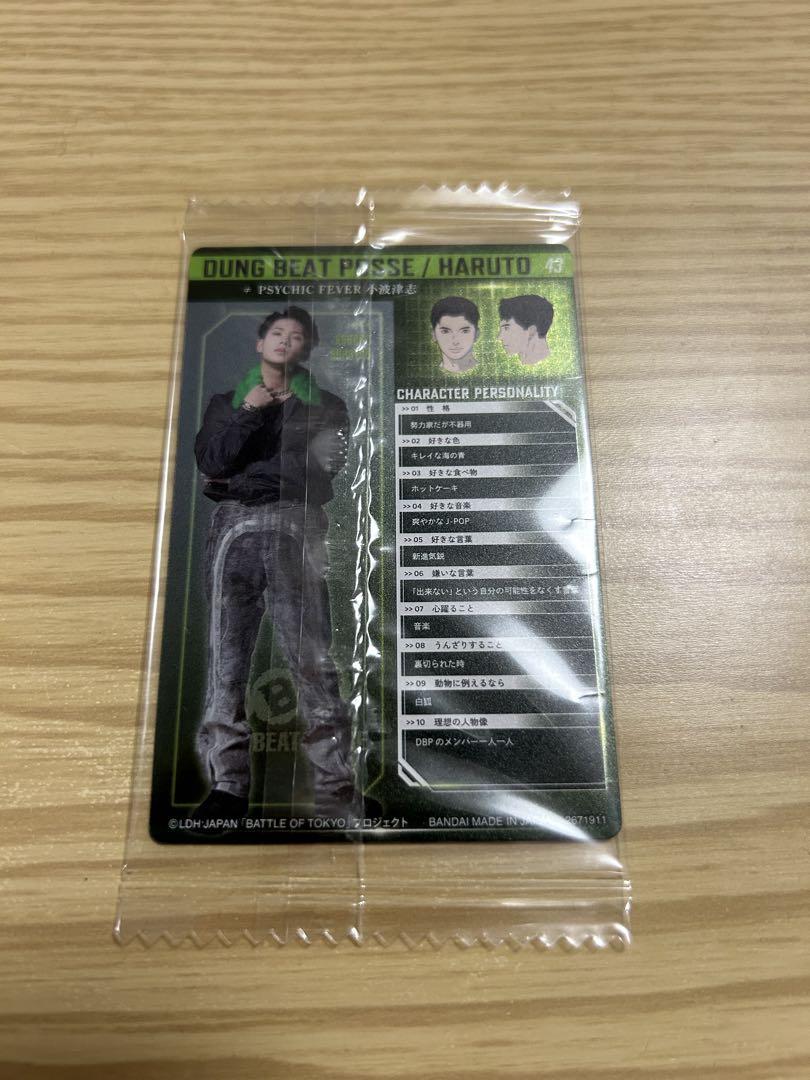 DUNG BEAT POSSE / HARUTO 43
≠ PSYCHIC FEVER 小波津志
CHARACTER PERSONALITY
>> 01 性 格
努力家だが不器用
>> 02 好きな色
キレイな海の青
>> 03 好きな食べ物
ホットケーキ
>> 04 好きな音楽
爽やかなJ-POP
>> 05 好きな言葉
新進気鋭
>> 06 嫌いな言葉
「出来ない」という自分の可能性をなくす言葉
>> 07 心躍ること
音楽
>> 08 うんざりすること
裏切られた時
>> 09 動物に例えるなら
白狐
>> 10 理想の人物像
DBPのメンバー一人一人
B
BEAT
©LDH JAPAN「BATTLE OF TOKYO」プロジェクト BANDAI MADE IN JAPAN 2671911